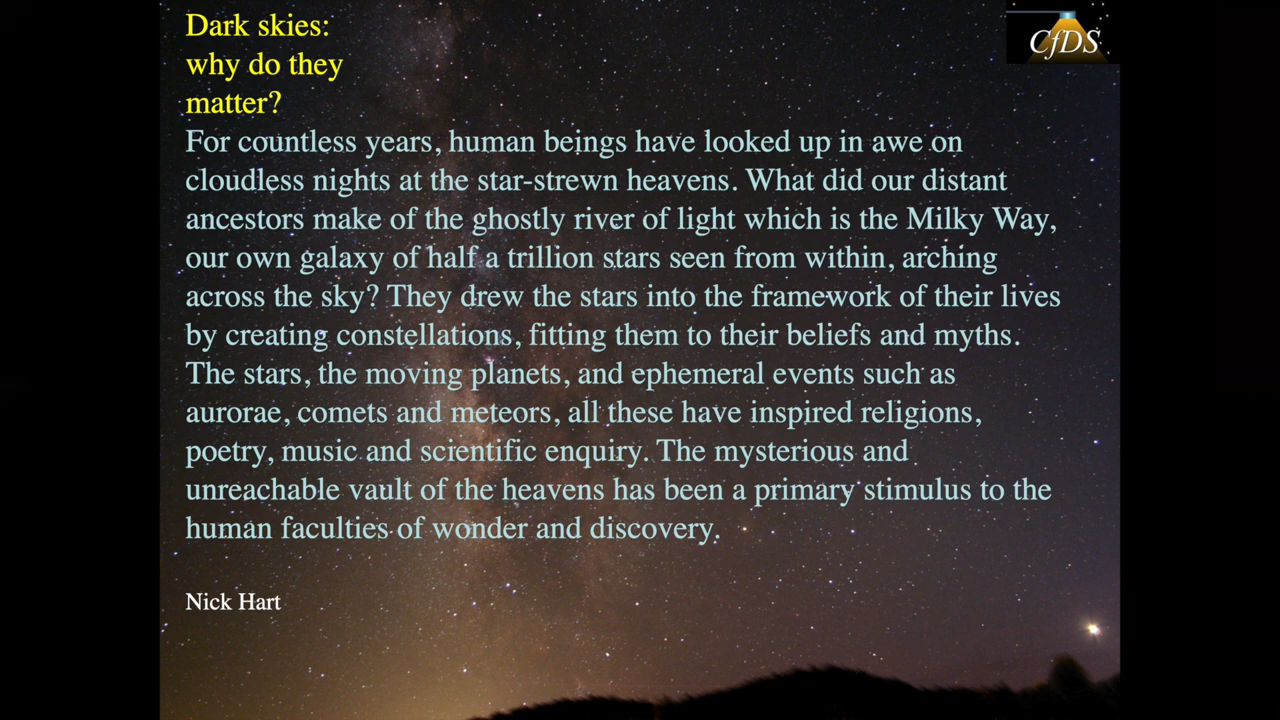 Dark skies:
why do they
matter?
CfDS
For countless years, human beings have looked up in awe on
cloudless nights at the star-strewn heavens. What did our distant
ancestors make of the ghostly river of light which is the Milky Way,
our own galaxy of half a trillion stars seen from within, arching
across the sky? They drew the stars into the framework of their lives
by creating constellations, fitting them to their beliefs and myths.
The stars, the moving planets, and ephemeral events such as
aurorae, comets and meteors, all these have inspired religions,
poetry, music and scientific enquiry. The mysterious and
unreachable vault of the heavens has been a primary stimulus to the
human faculties of wonder and discovery.
Nick Hart